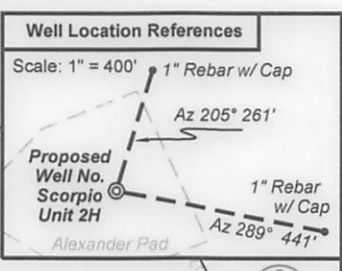 Well Location References
Scale: 1" = 400'
1" Rebar w/ Cap
Az 205° 261'
Proposed
Well No.
Scorpio
Unit 2H
1" Rebar
w/ Cap
Az 289° 441'
Alexander Pad